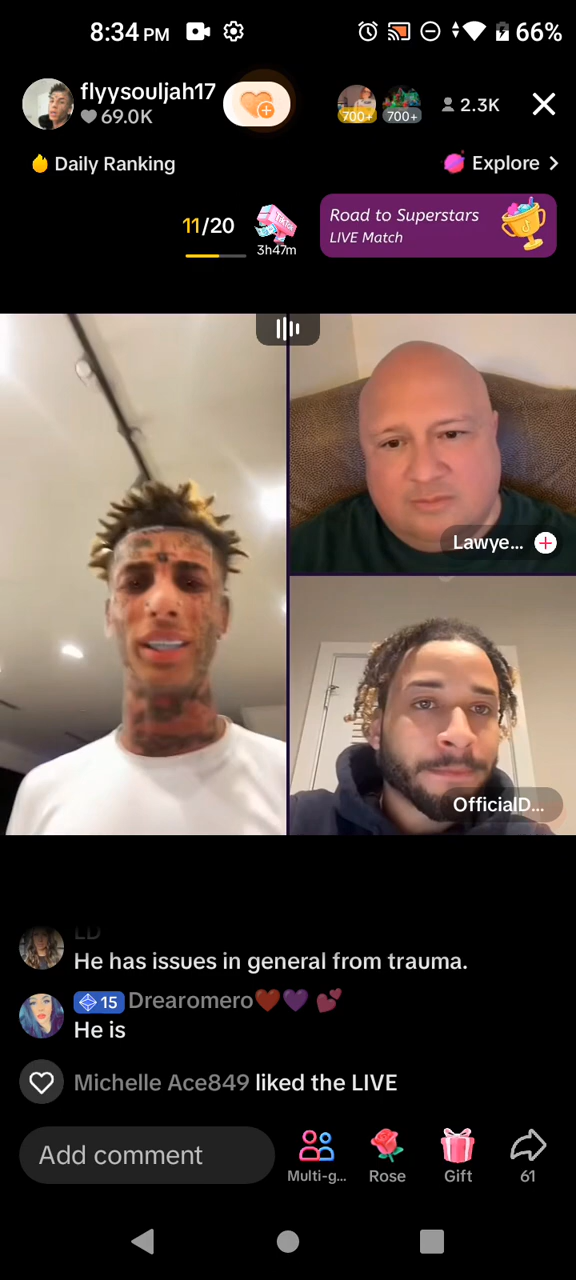 8:34 PM
66%
flyysouljah17
69.0K
700+
700+
2.3K
Daily Ranking
Explore >
11/20
TikTok
3h47m
Road to Superstars
LIVE Match
Lawye...
OfficialD...
LD
He has issues in general from trauma.
15 Drearomero❤️💜💕
He is
Michelle Ace849 liked the LIVE
Add comment
Multi-g...
Rose
Gift
61